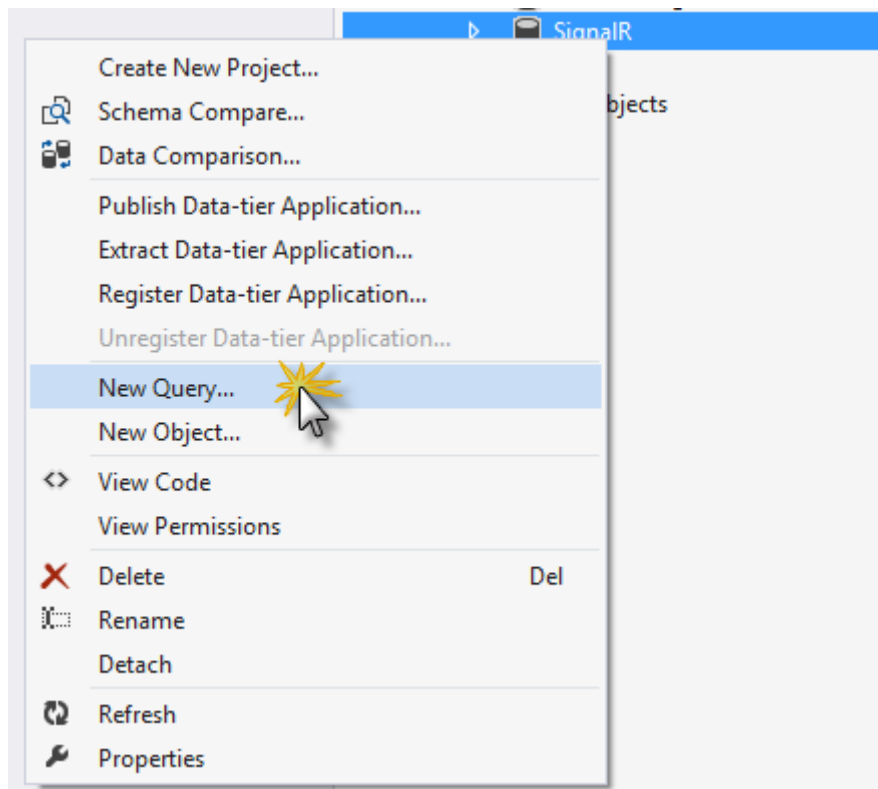 SignalR
Create New Project...
Schema Compare...
bjects
Data Comparison...
Publish Data-tier Application...
Extract Data-tier Application...
Register Data-tier Application...
Unregister Data-tier Application...
New Query...
New Object...
View Code
View Permissions
Delete Del
Rename
Detach
Refresh
Properties